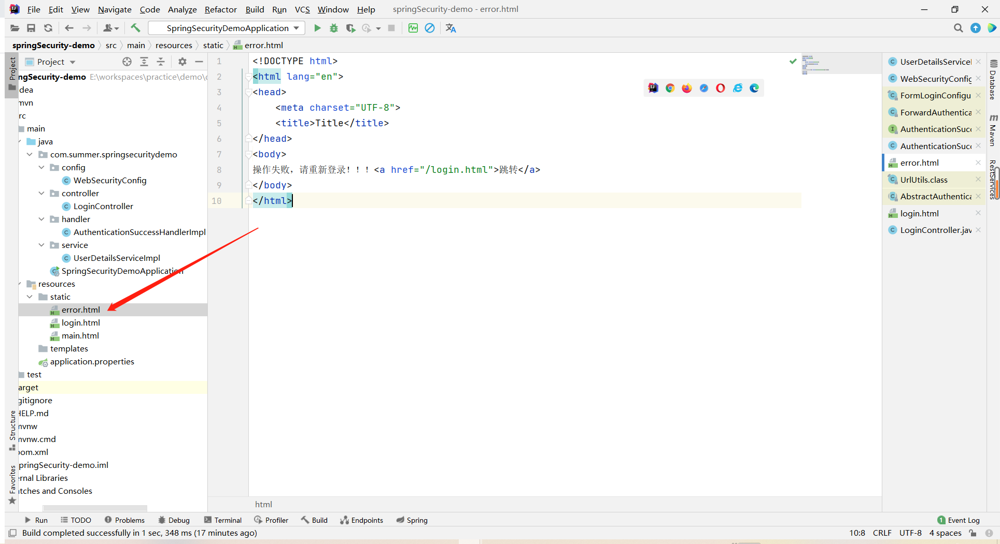 File Edit View Navigate Code Analyze Refactor Build Run VCS Window Help springSecurity-demo - error.html
SpringSecurityDemoApplication
springSecurity-demo src main resources static error.html
Project
Project
ngSecurity-demo E:\workspaces\practice\demo\
dea
mvn
rc
main
java
com.summer.springsecuritydemo
config
WebSecurityConfig
controller
LoginController
handler
AuthenticationSuccessHandlerImpl
service
UserDetailsServiceImpl
SpringSecurityDemoApplication
resources
static
error.html
login.html
main.html
templates
application.properties
test
arget
gitignore
HELP.md
mvnw
mvnw.cmd
pom.xml
pringSecurity-demo.iml
ernal Libraries
atches and Consoles
Structure
Favorites
1 <!DOCTYPE html>
2 <html lang="en">
3 <head>
4 <meta charset="UTF-8">
5 <title>Title</title>
6 </head>
7 <body>
8 操作失败，请重新登录！！！<a href="/login.html">跳转</a>
9 </body>
10 </html>
html
UserDetailsServiceI
WebSecurityConfig
FormLoginConfigu
ForwardAuthentica
AuthenticationSucc
AuthenticationSucc
error.html
UrlUtils.class
AbstractAuthentica
login.html
LoginController.jav
Database
Maven
RestServices
Run TODO Problems Debug Terminal Profiler Build Endpoints Spring 1 Event Log
Build completed successfully in 1 sec, 348 ms (17 minutes ago) 10:8 CRLF UTF-8 4 spaces